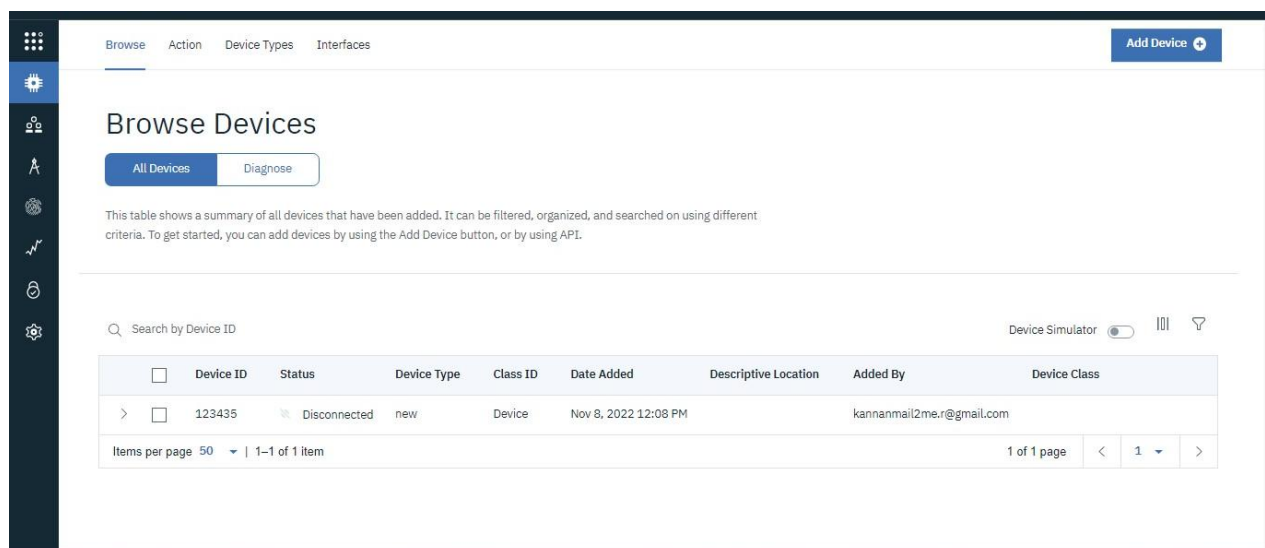 Browse Action Device Types Interfaces Add Device
Browse Devices
All Devices Diagnose
This table shows a summary of all devices that have been added. It can be filtered, organized, and searched on using different
criteria. To get started, you can add devices by using the Add Device button, or by using API.
Search by Device ID Device Simulator
Device ID Status Device Type Class ID Date Added Descriptive Location Added By Device Class
123435 Disconnected new Device Nov 8, 2022 12:08 PM kannanmail2me.r@gmail.com
Items per page 50 | 1–1 of 1 item 1 of 1 page 1